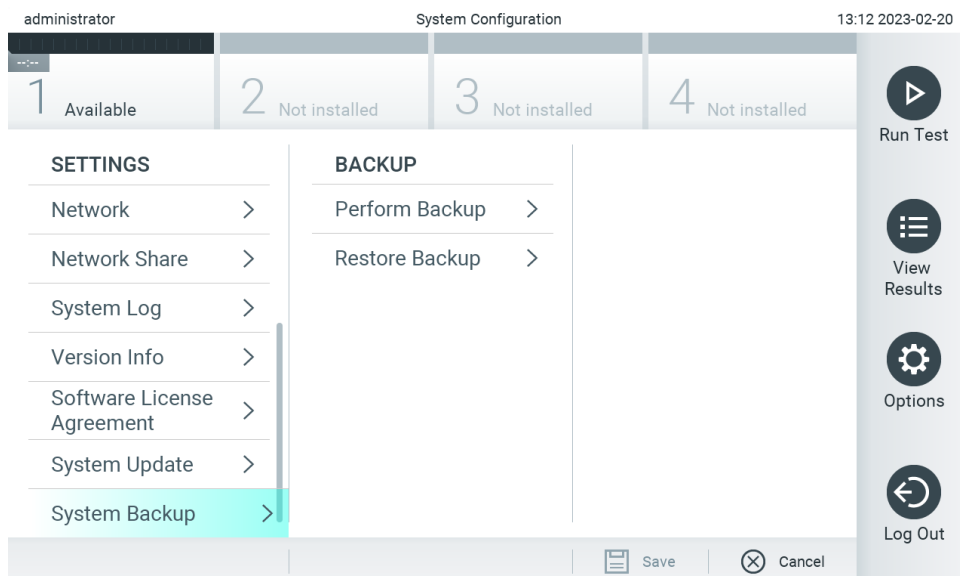 administrator
System Configuration
13:12 2023-02-20
--:--
1 Available
2 Not installed
3 Not installed
4 Not installed
Run Test
SETTINGS
Network
Network Share
System Log
Version Info
Software License
Agreement
System Update
System Backup
BACKUP
Perform Backup
Restore Backup
View
Results
Options
Log Out
Save
Cancel